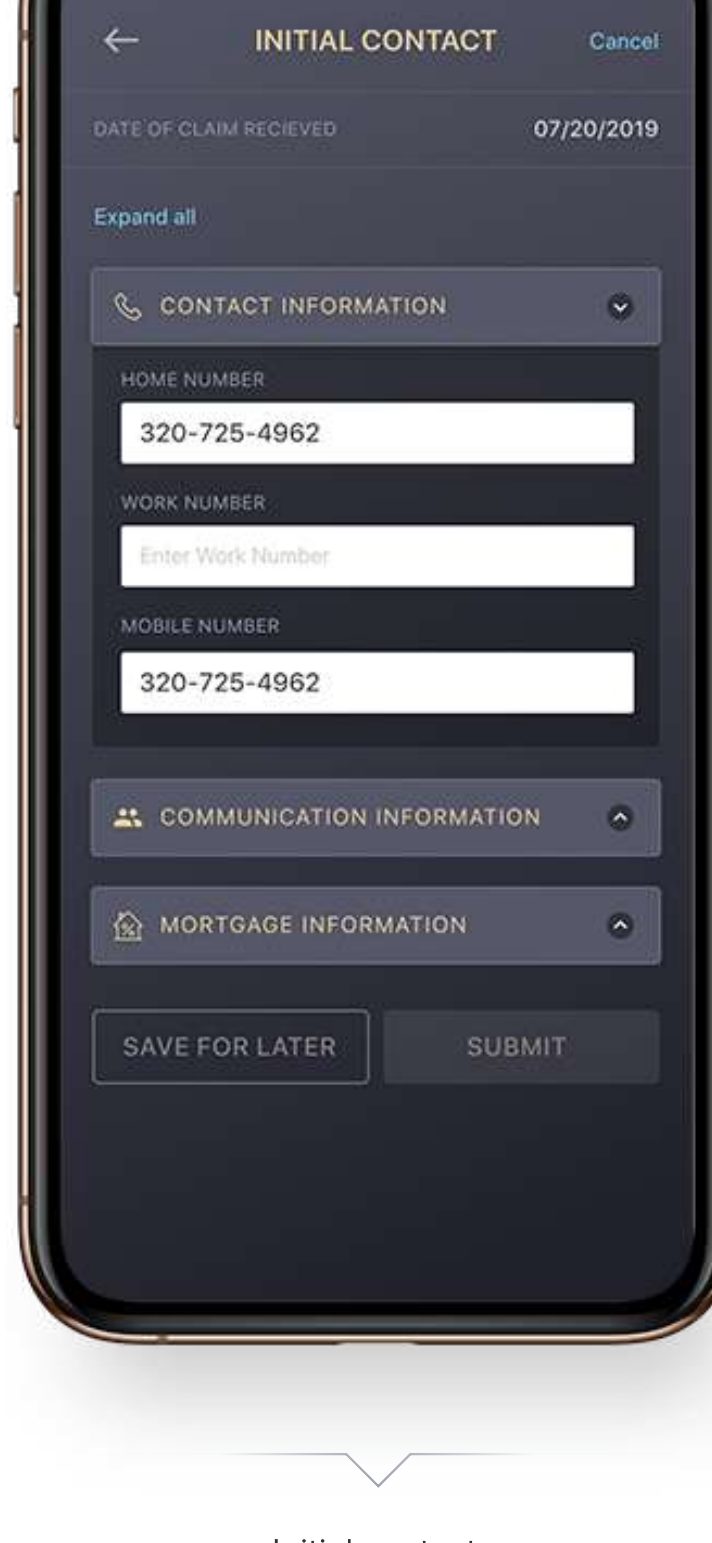 INITIAL CONTACT Cancel
DATE OF CLAIM RECIEVED 07/20/2019
Expand all
CONTACT INFORMATION
HOME NUMBER
320-725-4962
WORK NUMBER
Enter Work Number
MOBILE NUMBER
320-725-4962
COMMUNICATION INFORMATION
MORTGAGE INFORMATION
SAVE FOR LATER SUBMIT